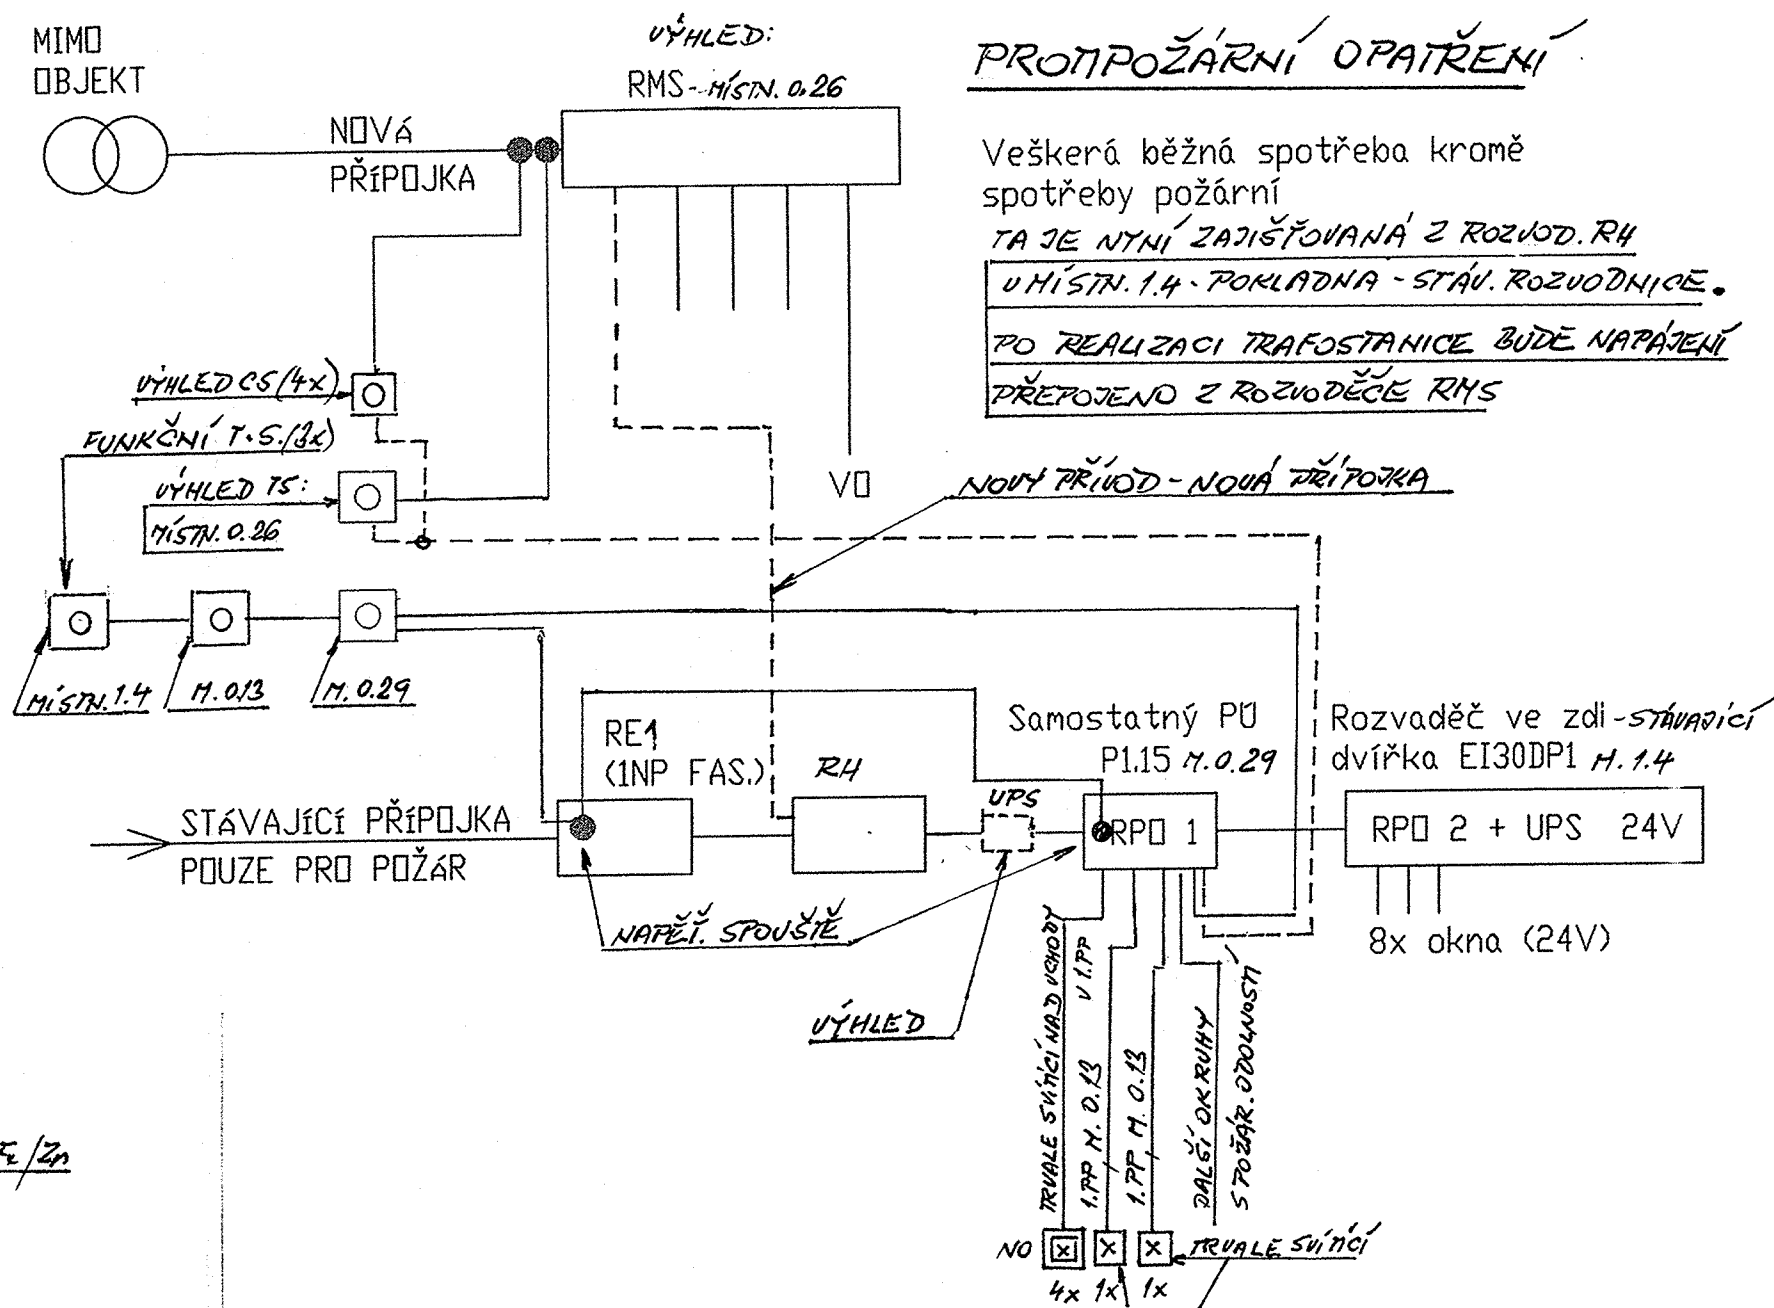 MIMO
OBJEKT
VÝHLED:
RMS-MÍSTN. 0.26
NOVÁ
PŘÍPOJKA
PROTIPOŽÁRNÍ OPATŘENÍ
Veškerá běžná spotřeba kromě
spotřeby požární
TA JE NYNÍ ZAJIŠŤOVANÁ Z ROZVOD. RH
V MÍSTN. 1.4 - POKLADNA - STÁV. ROZVODNICE.
PO REALIZACI TRAFOSTANICE BUDE NAPÁJENÍ
PŘEPOJENO Z ROZVODĚČE RMS
VÝHLED CS (4x)
FUNKČNÍ T.S. (3x)
VÝHLED TS:
MÍSTN. 0.26
VO
NOVÝ PŘÍVOD - NOVÁ PŘÍPOJKA
MÍSTN. 1.4
M. 0.13
M. 0.29
RE1
(1NP FAS.)
RH
UPS
Samostatný PÚ
P1.15 M. 0.29
Rozvaděč ve zdi - STÁVAJÍCÍ
dvířka EI30DP1 M. 1.4
STÁVAJÍCÍ PŘÍPOJKA
POUZE PRO POŽÁR
RPO 1
RPO 2 + UPS 24V
8x okna (24V)
NAPĚŤ. SPOUŠTĚ
VÝHLED
TRVALE SVÍTÍCÍ NAD VCHODY
V 1.PP
1.PP M. 0.13
1.PP M. 0.13
DALŠÍ OKRUHY
S POŽÁR. ODOLNOSTÍ
NO
TRVALE SVÍTÍCÍ
4x 1x 1x
/Zn